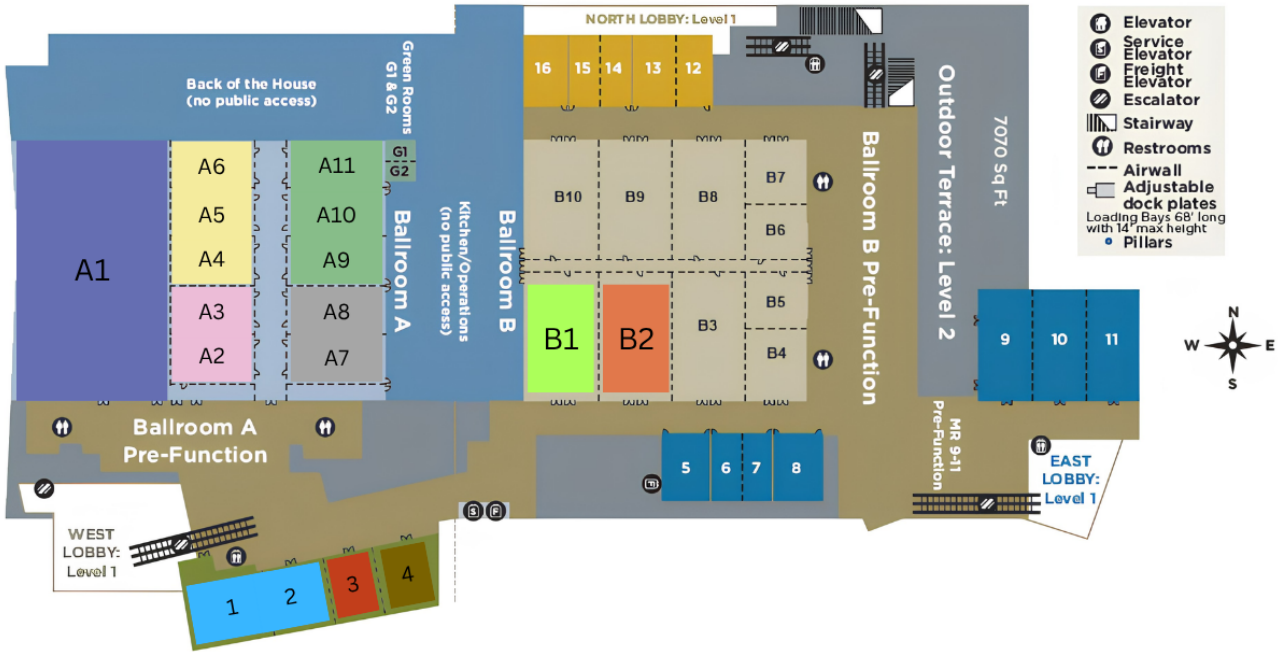 NORTH LOBBY: Level 1
16
15
14
13
12
Back of the House
(no public access)
Green Rooms
G1 & G2
A1
A6
A5
A4
A3
A2
A11
A10
A9
A8
A7
G1
G2
Ballroom A
Kitchen/Operations
(no public access)
Ballroom B
B10
B9
B8
B7
B6
B5
B4
B1
B2
B3
Ballroom B Pre-Function
Outdoor Terrace: Level 2
7070 Sq Ft
9
10
11
MR 9-11
Pre-Function
EAST
LOBBY:
Level 1
5
6
7
8
F
S
F
Ballroom A
Pre-Function
WEST
LOBBY:
Level 1
1
2
3
4
Elevator
S
Service
Elevator
F
Freight
Elevator
Escalator
Stairway
Restrooms
Airwall
Adjustable
dock plates
Loading Bays 68' long
with 14' max height
Pillars
N
W
E
S